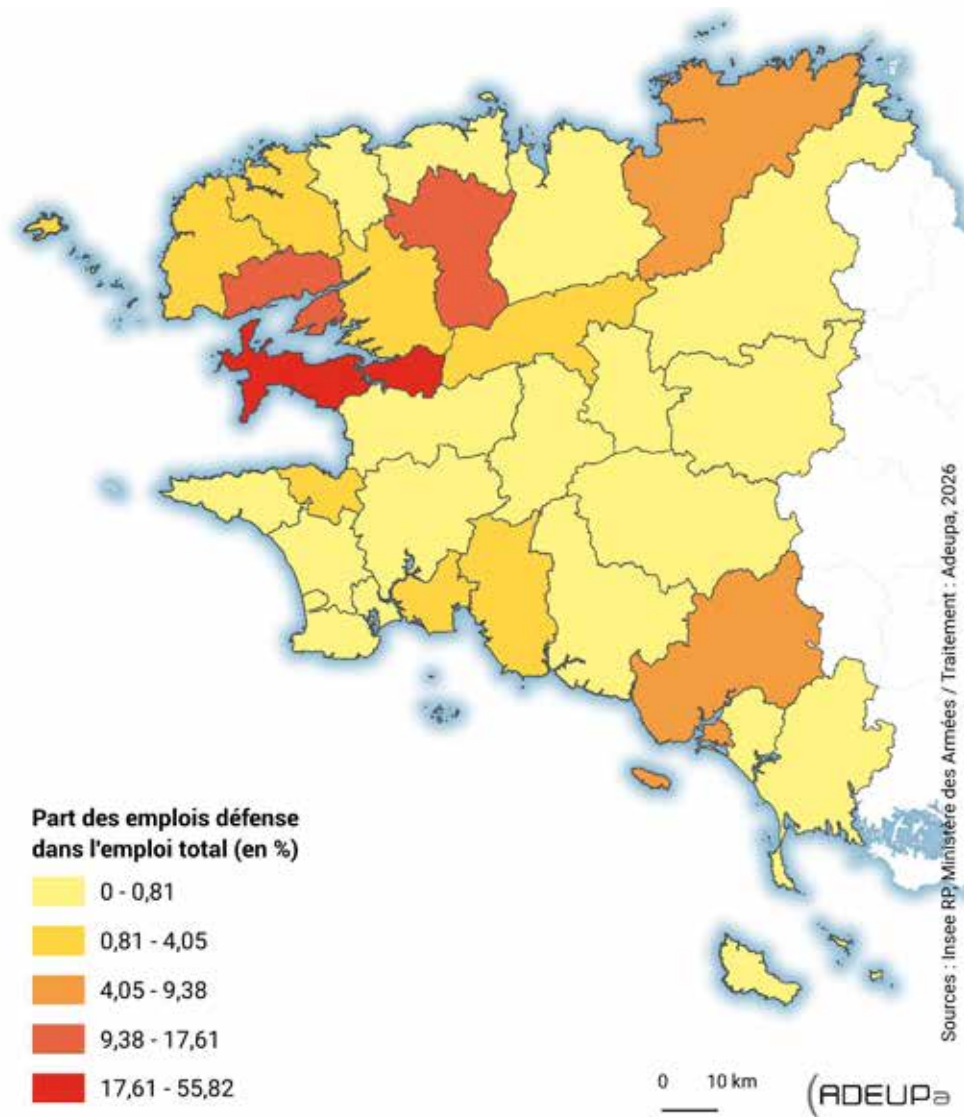 Part des emplois défense
dans l'emploi total (en %)
0 - 0,81
0,81 - 4,05
4,05 - 9,38
9,38 - 17,61
17,61 - 55,82
0 10 km
ADEUPa
Sources : Insee RP, Ministère des Armées / Traitement : Adeupa, 2026